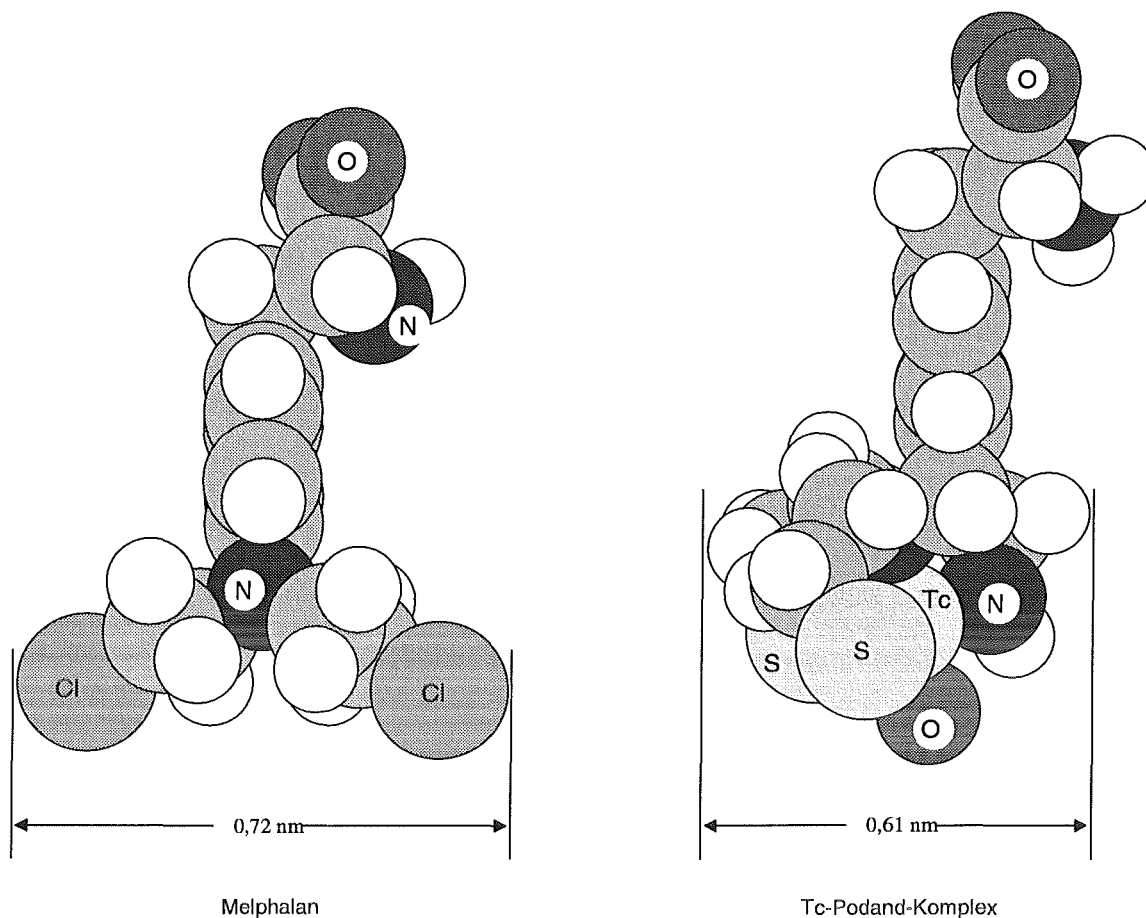 O
O
N
N
Cl
Cl
Tc
N
S
S
O
0,72 nm
0,61 nm
Melphalan
Tc-Podand-Komplex